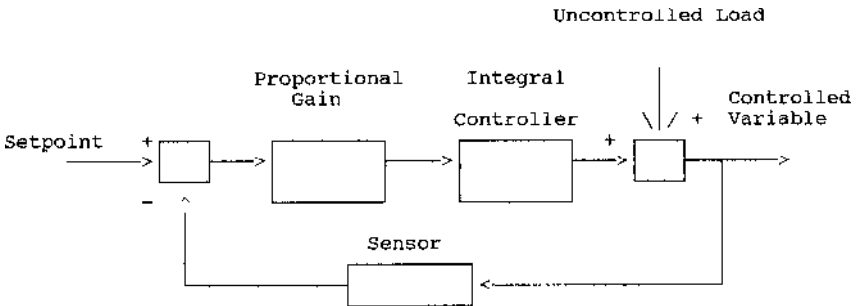 Uncontrolled Load
Proportional
Gain
Integral
Controller
Controlled
Variable
Setpoint
+
+
+
-
Sensor